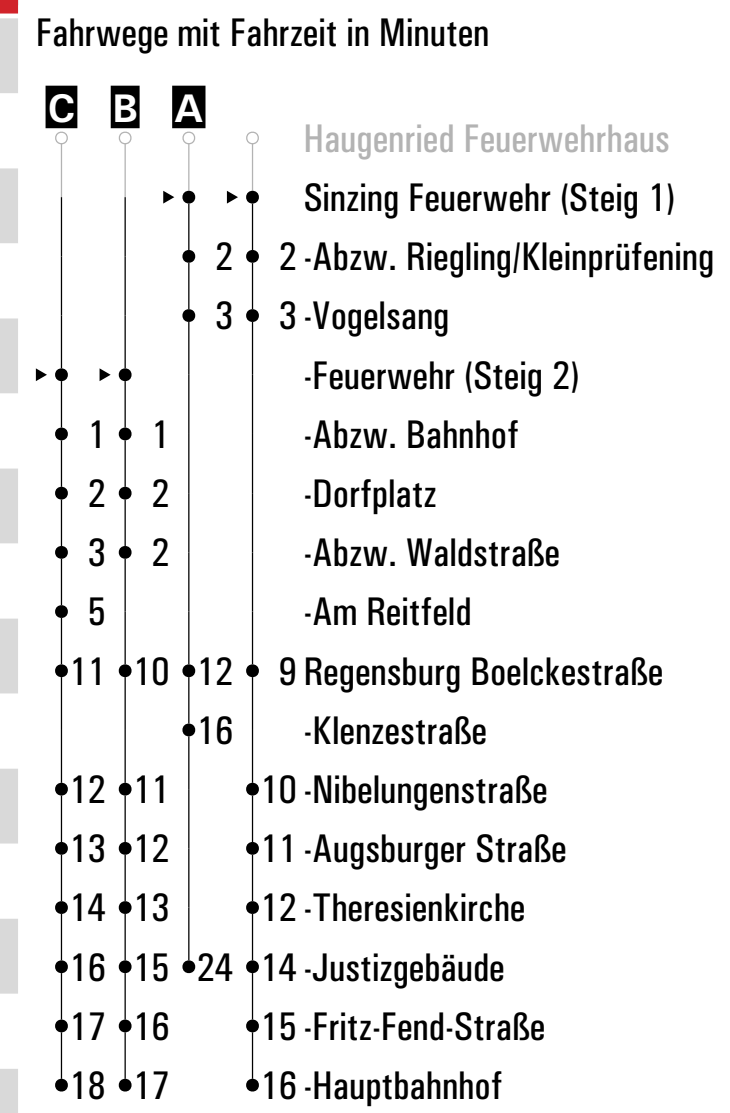 Fahrwege mit Fahrzeit in Minuten
C B A
Haugenried Feuerwehrhaus
Sinzing Feuerwehr (Steig 1)
2 2 -Abzw. Riegling/Kleinprüfening
3 3 -Vogelsang
-Feuerwehr (Steig 2)
1 1 -Abzw. Bahnhof
2 2 -Dorfplatz
3 2 -Abzw. Waldstraße
5 -Am Reitfeld
11 10 12 9 Regensburg Boelckestraße
16 -Klenzestraße
12 11 10 -Nibelungenstraße
13 12 11 -Augsburger Straße
14 13 12 -Theresienkirche
16 15 24 14 -Justizgebäude
17 16 15 -Fritz-Fend-Straße
18 17 16 -Hauptbahnhof